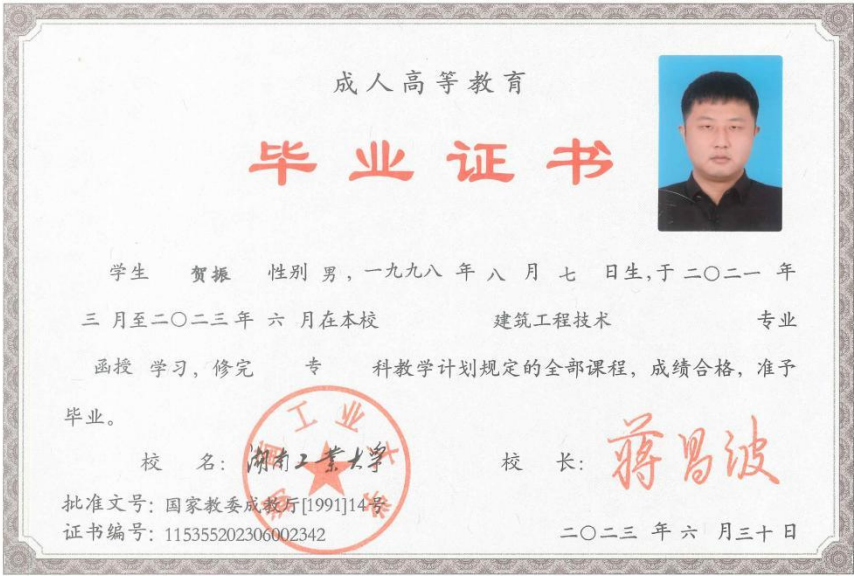 成人高等教育
毕业证书
学生 贺振 性别 男，一九九八 年 八 月 七 日生，于 二〇二一 年
三 月至二〇二三年 六 月在本校 建筑工程技术 专业
函授 学习，修完 专 科教学计划规定的全部课程，成绩合格，准予
毕业。
校 名：湖南工业大学
湖南工业大学
校 长：蒋昌波
批准文号：国家教委成教厅[1991]14号
证书编号：115355202306002342
二〇二三 年 六 月三十日